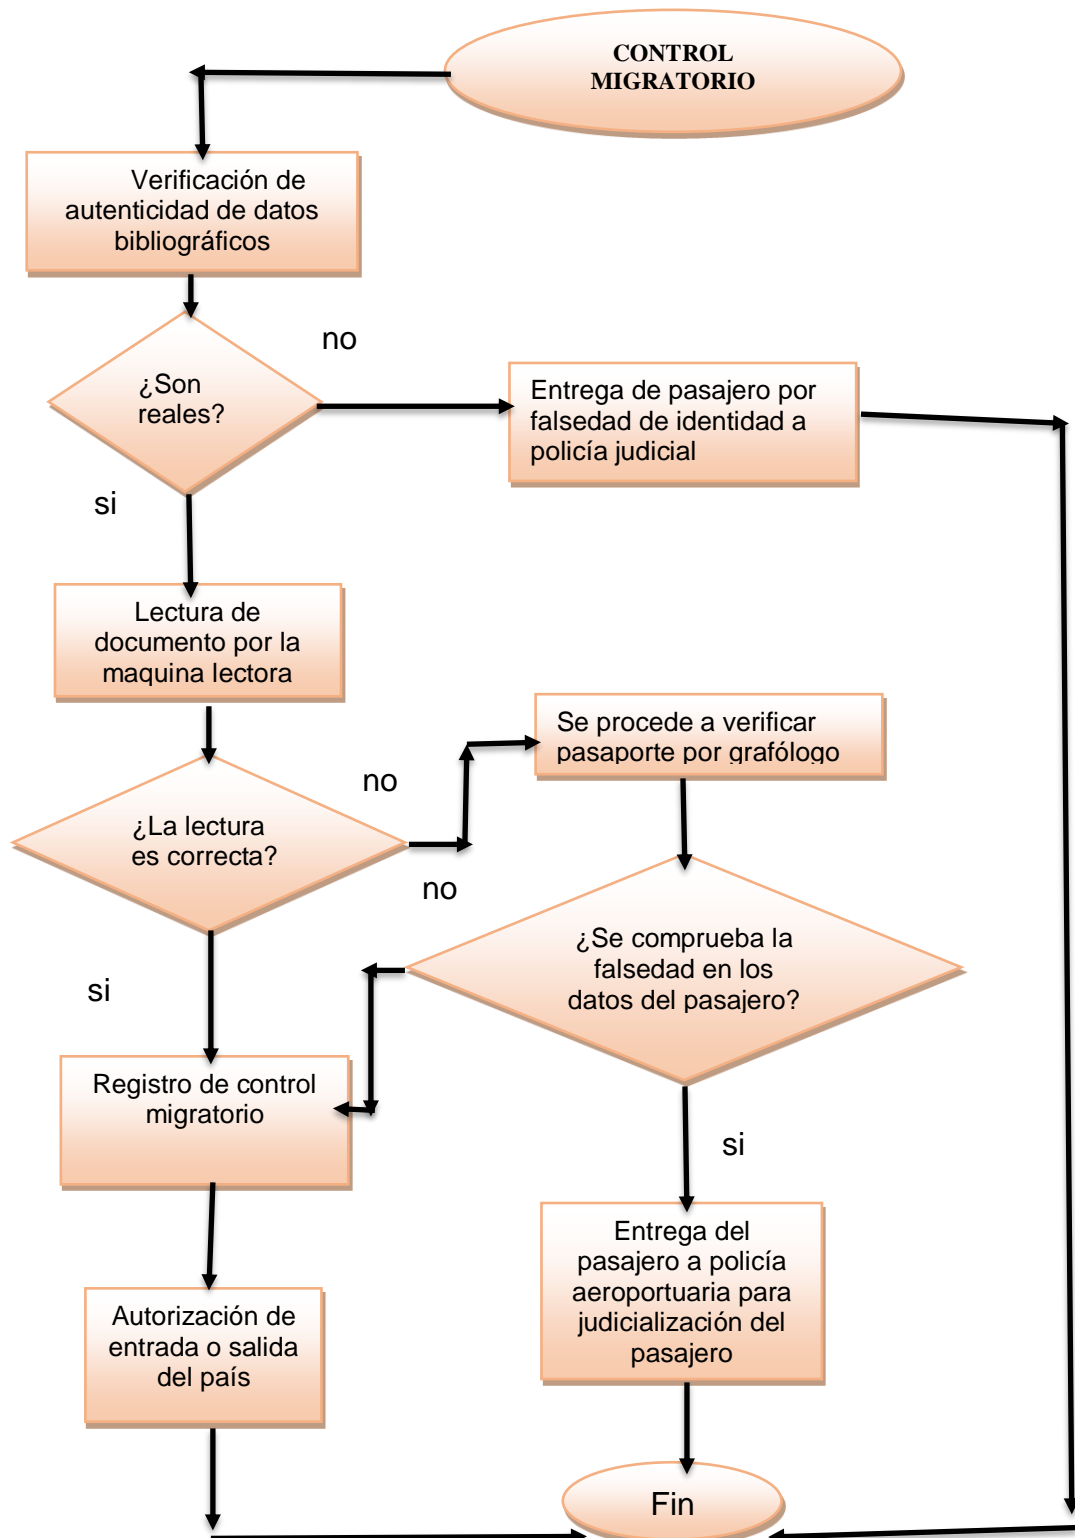 CONTROL
MIGRATORIO
Verificación de
autenticidad de datos
bibliográficos
no
¿Son
reales?
Entrega de pasajero por
falsedad de identidad a
policía judicial
si
Lectura de
documento por la
maquina lectora
Se procede a verificar
pasaporte por grafólogo
no
¿La lectura
es correcta?
no
¿Se comprueba la
falsedad en los
datos del pasajero?
si
Registro de control
migratorio
si
Entrega del
pasajero a policía
aeroportuaria para
judicialización del
pasajero
Autorización de
entrada o salida
del país
Fin